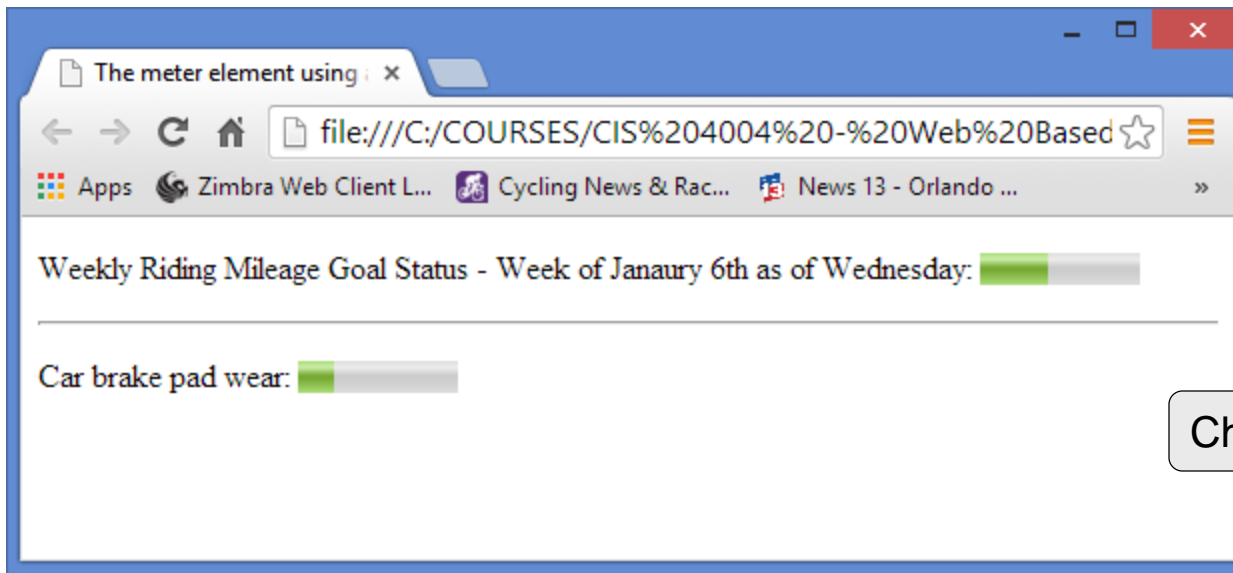 The meter element using
file:///C:/COURSES/CIS%204004%20-%20Web%20Based
Apps Zimbra Web Client L... Cycling News & Rac... News 13 - Orlando ... »
Weekly Riding Mileage Goal Status - Week of Janaury 6th as of Wednesday:
Car brake pad wear:
Ch